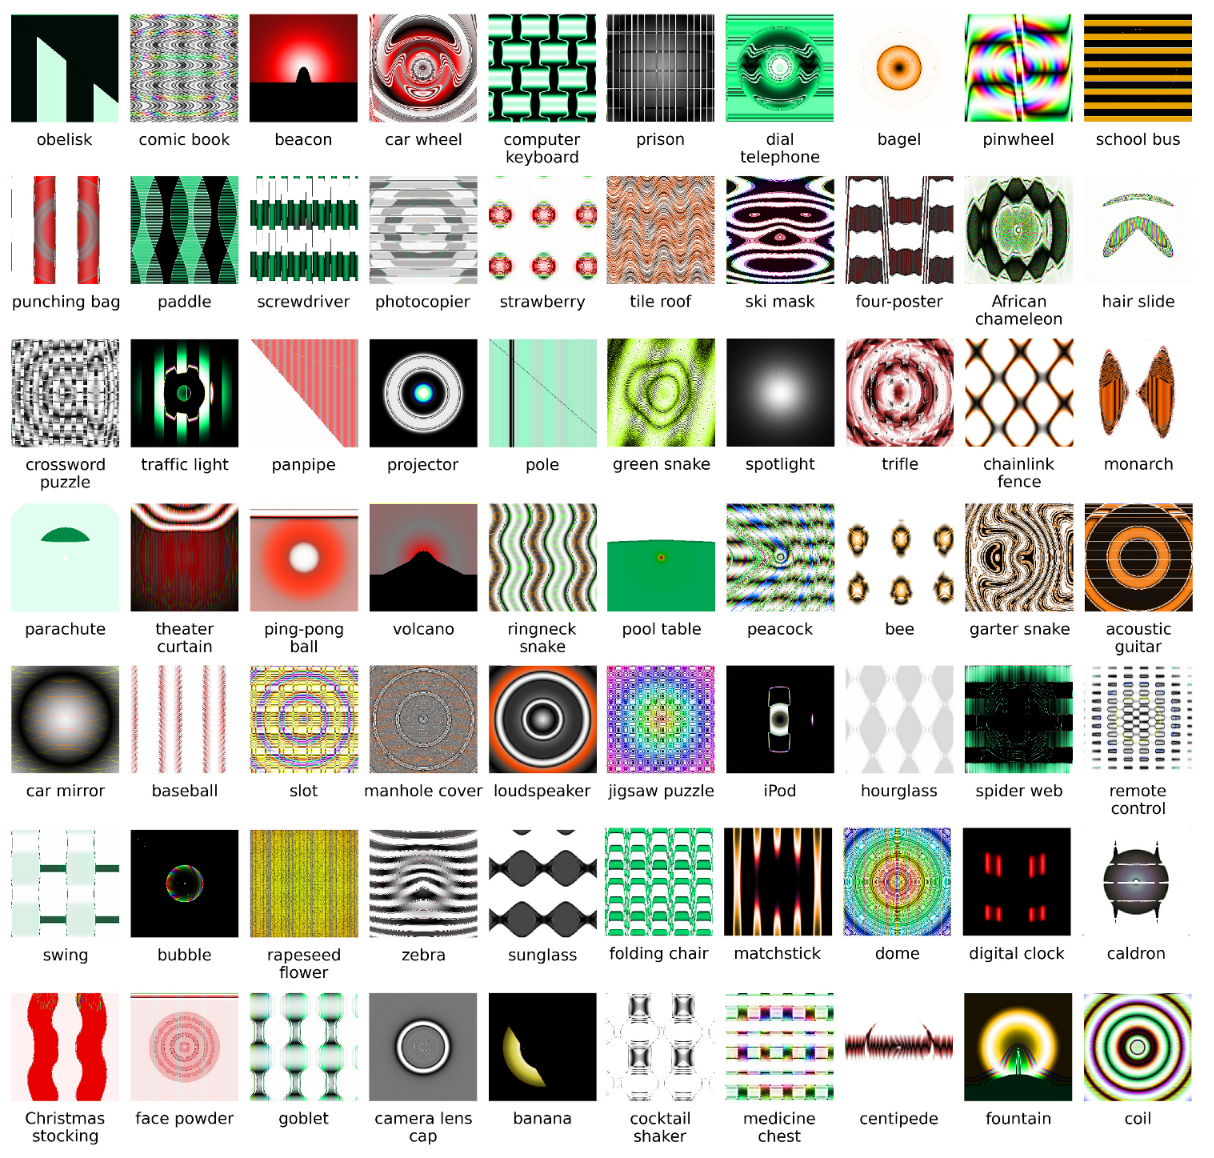 obelisk
comic book
beacon
car wheel
computer
keyboard
prison
dial
telephone
bagel
pinwheel
school bus
punching bag
paddle
screwdriver
photocopier
strawberry
tile roof
ski mask
four-poster
African
chameleon
hair slide
crossword
puzzle
traffic light
panpipe
projector
pole
green snake
spotlight
trifle
chainlink
fence
monarch
parachute
theater
curtain
ping-pong
ball
volcano
ringneck
snake
pool table
peacock
bee
garter snake
acoustic
guitar
car mirror
baseball
slot
manhole cover
loudspeaker
jigsaw puzzle
iPod
hourglass
spider web
remote
control
swing
bubble
rapeseed
flower
zebra
sunglass
folding chair
matchstick
dome
digital clock
caldron
Christmas
stocking
face powder
goblet
camera lens
cap
banana
cocktail
shaker
medicine
chest
centipede
fountain
coil